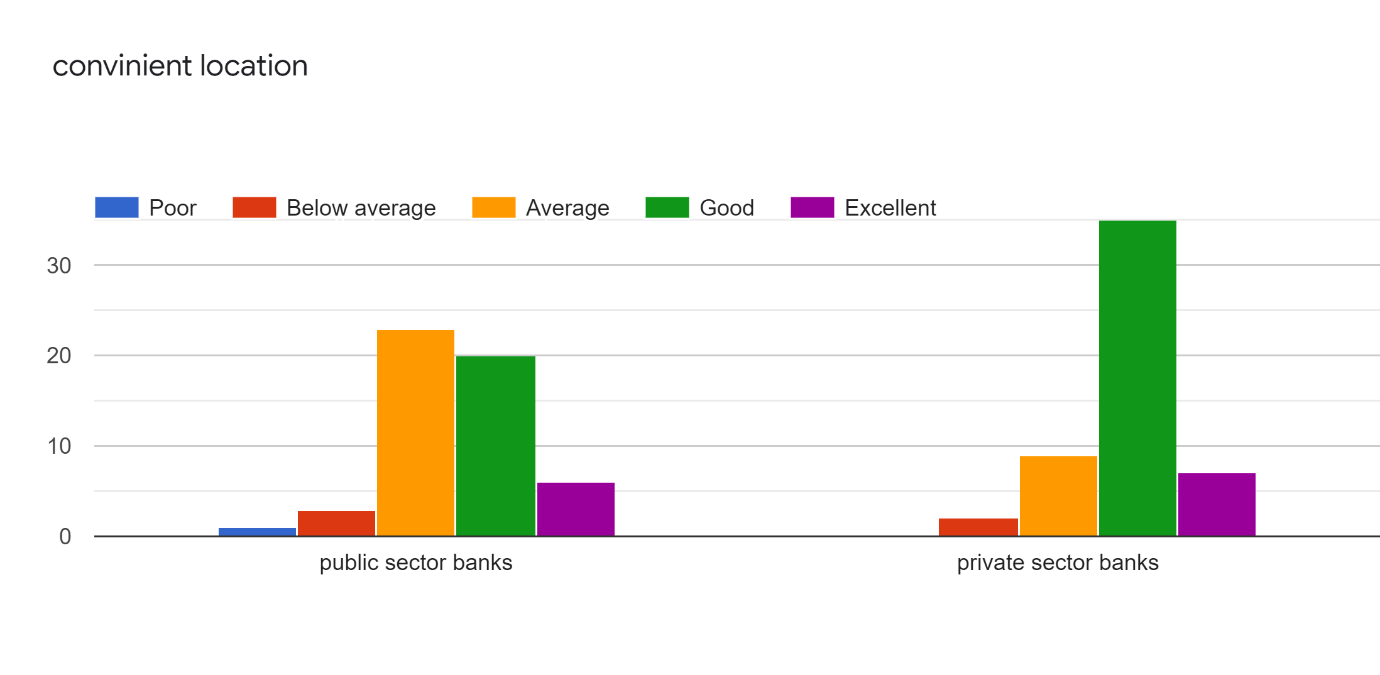 convinient location
Poor Below average Average Good Excellent
30
20
10
0
public sector banks private sector banks